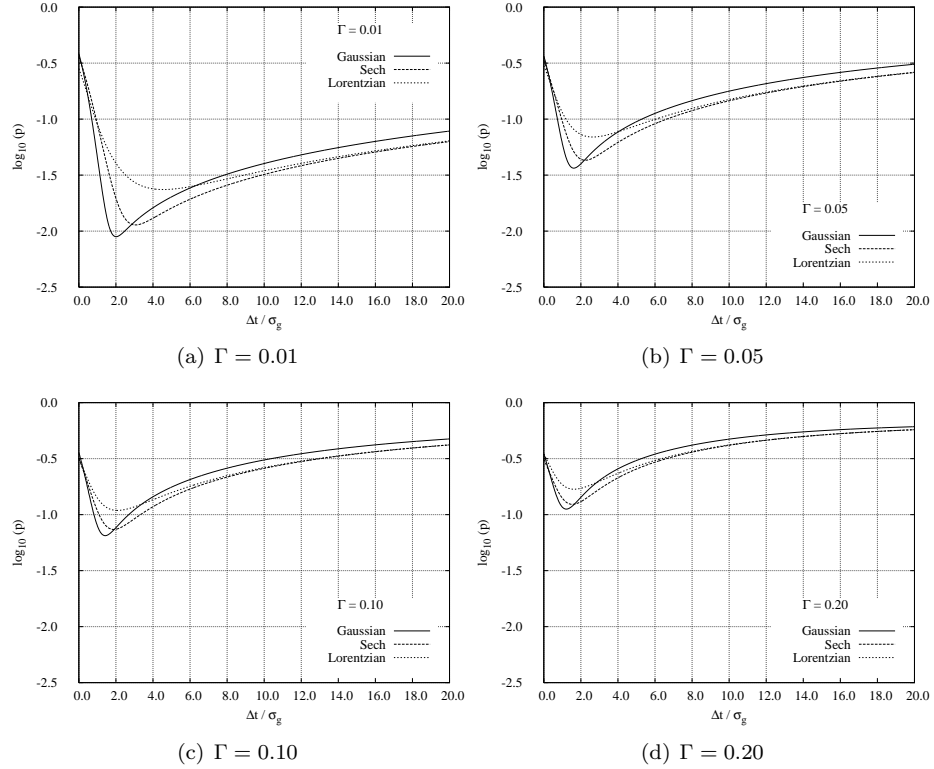 0.0
-0.5
-1.0
-1.5
-2.0
-2.5
log10 (p)
Γ = 0.01
Gaussian
Sech
Lorentzian
0.0 2.0 4.0 6.0 8.0 10.0 12.0 14.0 16.0 18.0 20.0
Δt / σg
(a) Γ = 0.01
0.0
-0.5
-1.0
-1.5
-2.0
-2.5
log10 (p)
Γ = 0.05
Gaussian
Sech
Lorentzian
0.0 2.0 4.0 6.0 8.0 10.0 12.0 14.0 16.0 18.0 20.0
Δt / σg
(b) Γ = 0.05
0.0
-0.5
-1.0
-1.5
-2.0
-2.5
log10 (p)
Γ = 0.10
Gaussian
Sech
Lorentzian
0.0 2.0 4.0 6.0 8.0 10.0 12.0 14.0 16.0 18.0 20.0
Δt / σg
(c) Γ = 0.10
0.0
-0.5
-1.0
-1.5
-2.0
-2.5
log10 (p)
Γ = 0.20
Gaussian
Sech
Lorentzian
0.0 2.0 4.0 6.0 8.0 10.0 12.0 14.0 16.0 18.0 20.0
Δt / σg
(d) Γ = 0.20